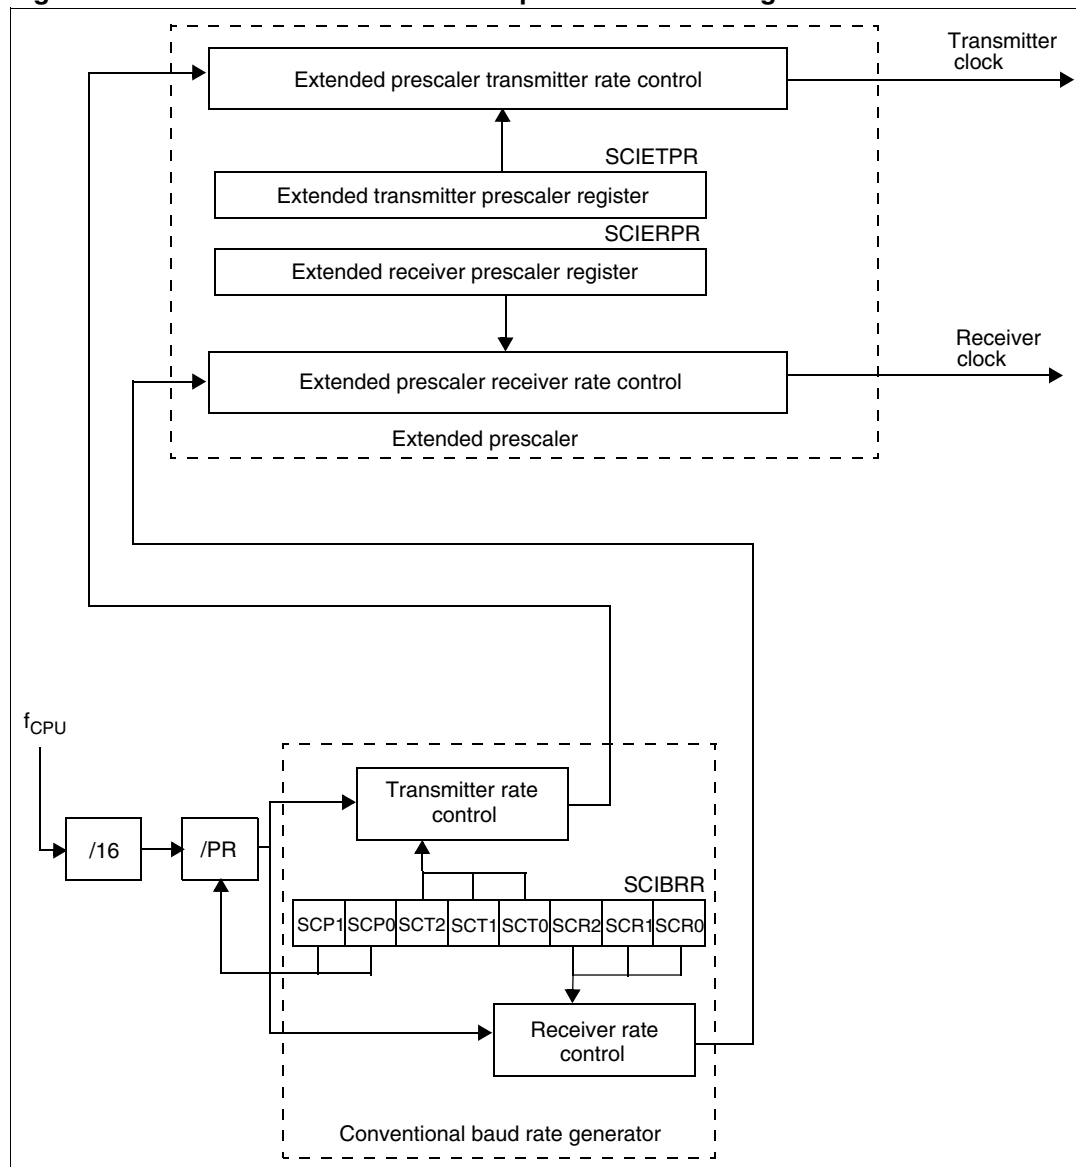 Transmitter
clock
Extended prescaler transmitter rate control
SCIETPR
Extended transmitter prescaler register
SCIERPR
Extended receiver prescaler register
Receiver
clock
Extended prescaler receiver rate control
Extended prescaler
fCPU
Transmitter rate
control
/16
/PR
SCIBRR
SCP1 SCP0 SCT2 SCT1 SCT0 SCR2 SCR1 SCR0
Receiver rate
control
Conventional baud rate generator